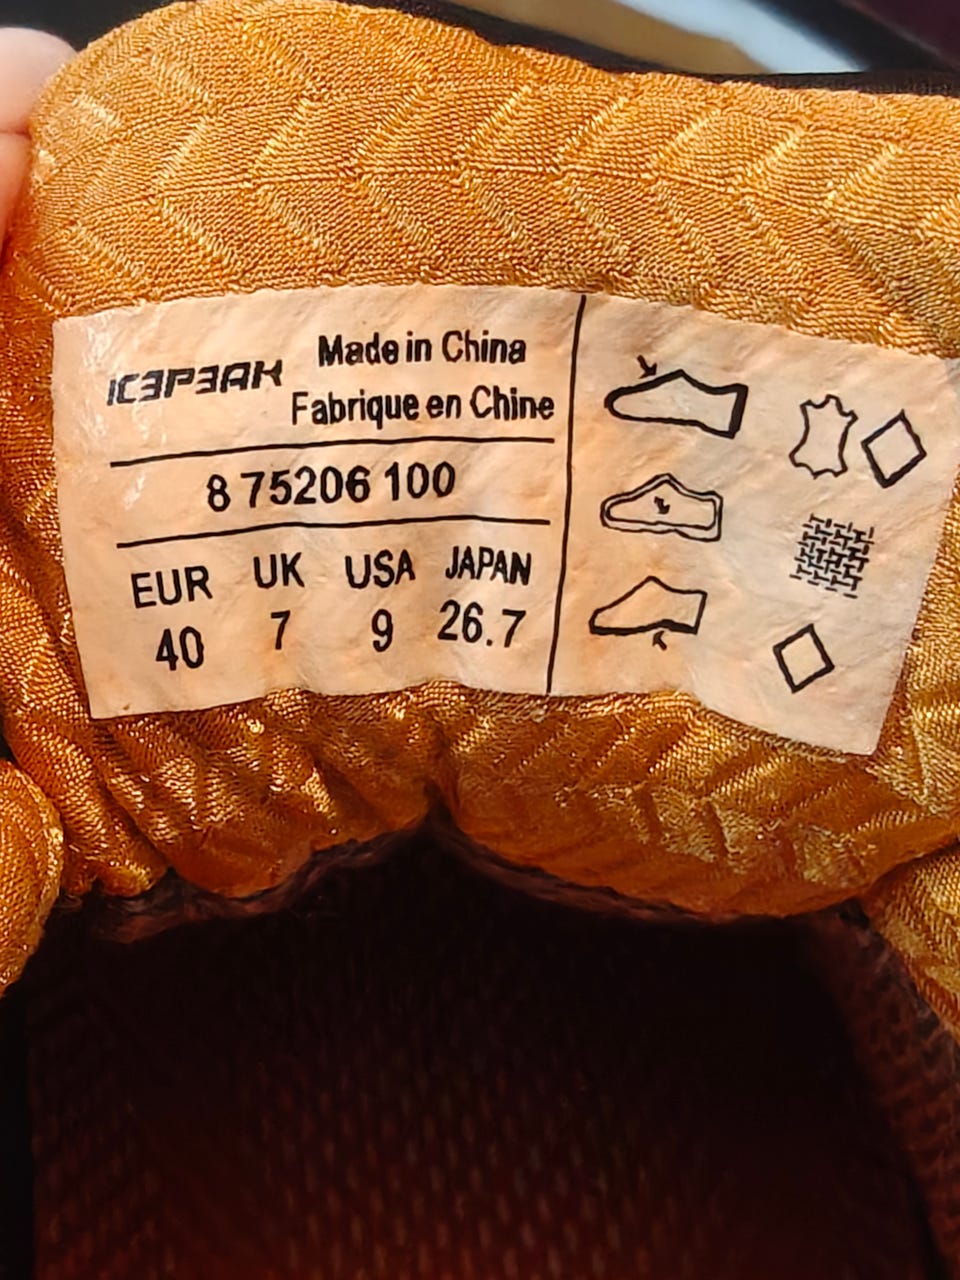 ICEPEAK
Made in China
Fabrique en Chine
8 75206 100
EUR UK USA JAPAN
40 7 9 26.7